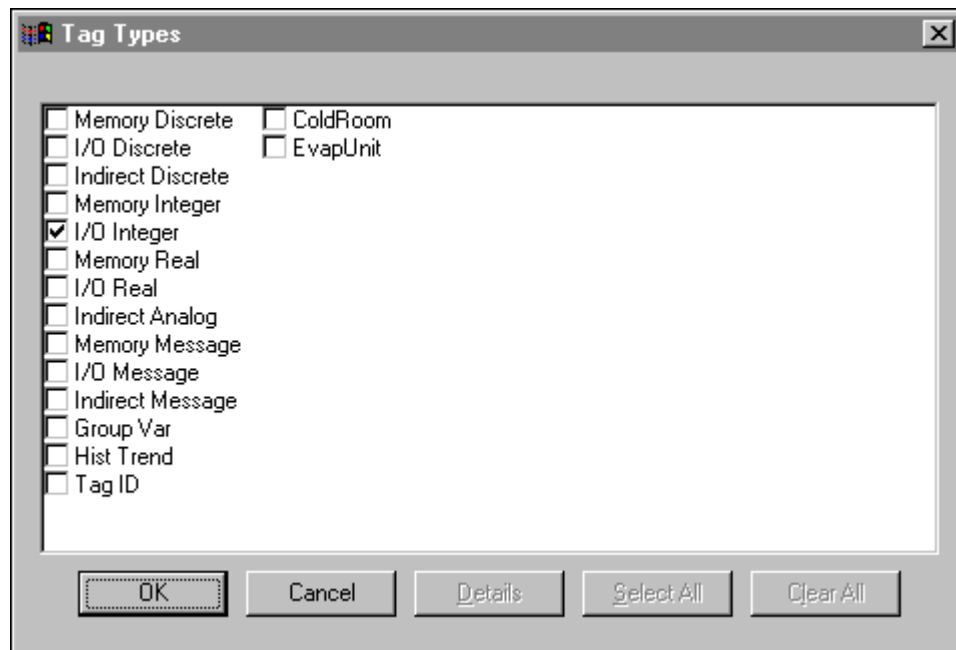 Tag Types
Memory Discrete
I/O Discrete
Indirect Discrete
Memory Integer
I/O Integer
Memory Real
I/O Real
Indirect Analog
Memory Message
I/O Message
Indirect Message
Group Var
Hist Trend
Tag ID
ColdRoom
EvapUnit
OK
Cancel
Details
Select All
Clear All